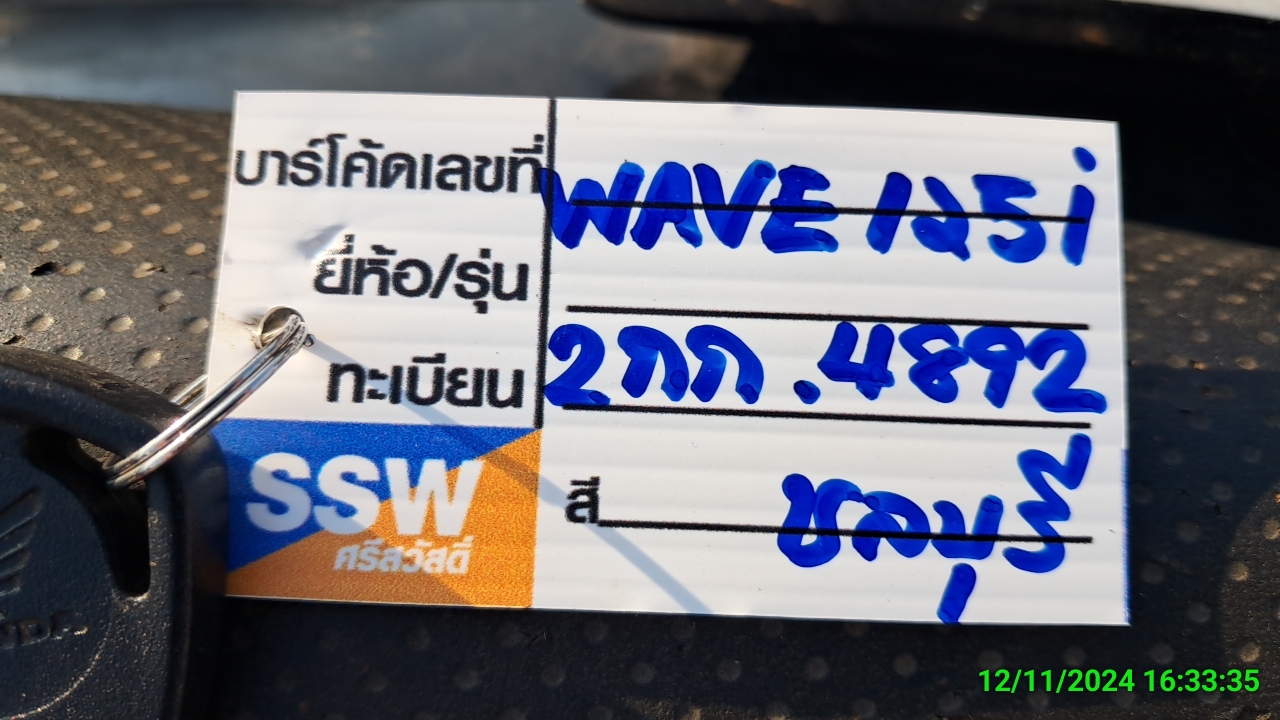 บาร์โค้ดเลขที่ WAVE 125i
ยี่ห้อ/รุ่น
ทะเบียน 2กก.4892
สี ชลบุรี
SSW
ศรีสวัสดิ์
12/11/2024 16:33:35